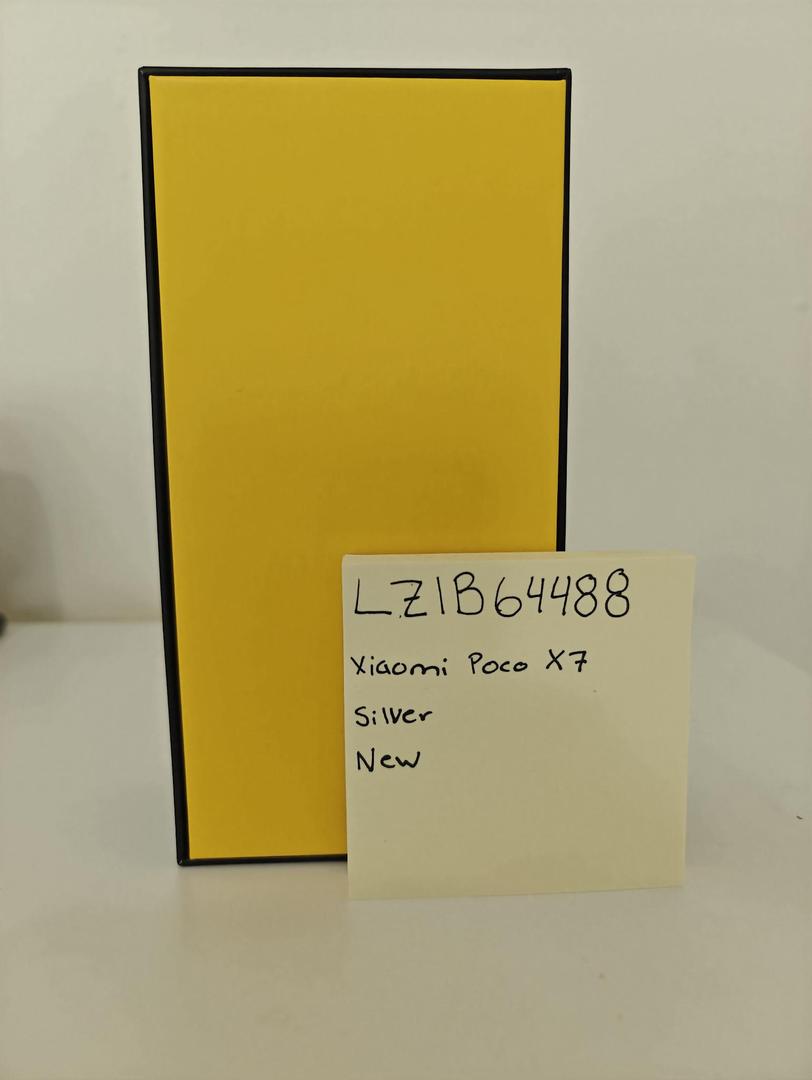 LZ1B64488
Xiaomi Poco X7
Silver
New